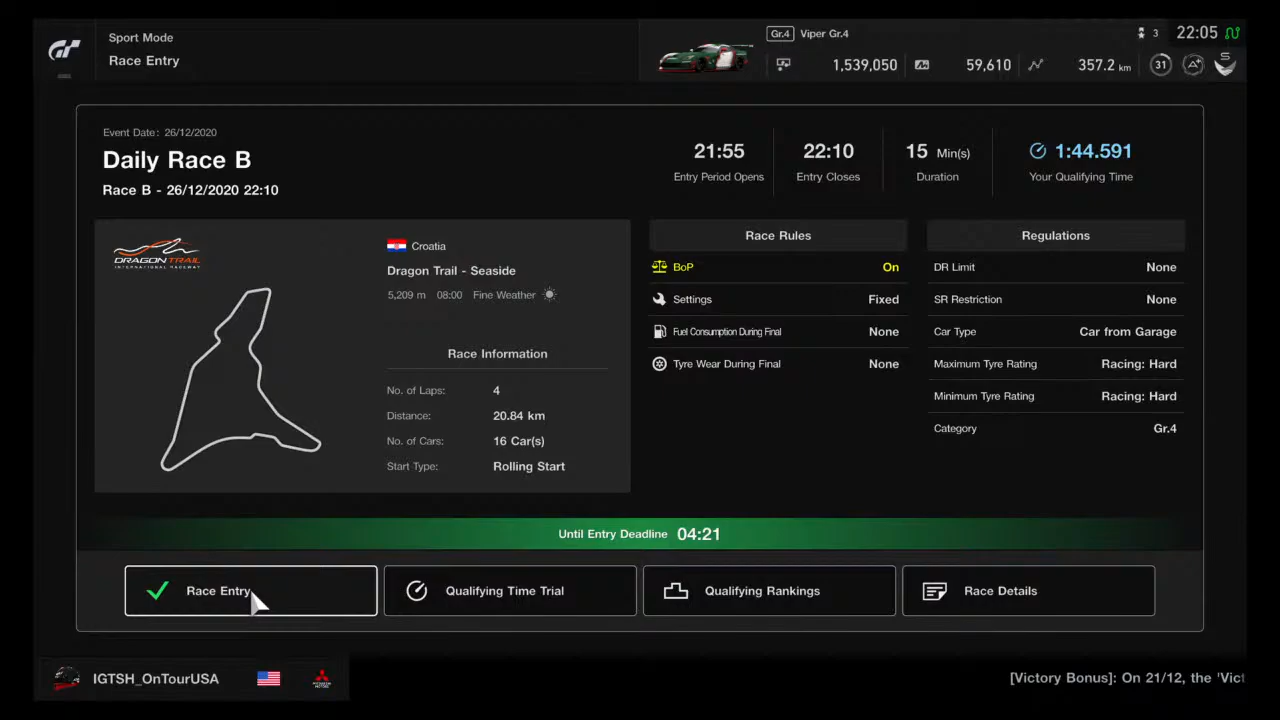 Sport Mode
Race Entry
Gr.4 Viper Gr.4
3 22:05
1,539,050 59,610 357.2 km 31 A+ S
Event Date : 26/12/2020
Daily Race B
Race B - 26/12/2020 22:10
21:55 22:10 15 Min(s) 1:44.591
Entry Period Opens Entry Closes Duration Your Qualifying Time
DRAGON TRAIL
INTERNATIONAL RACEWAY
Croatia
Dragon Trail - Seaside
5,209 m 08:00 Fine Weather
Race Information
No. of Laps: 4
Distance: 20.84 km
No. of Cars: 16 Car(s)
Start Type: Rolling Start
Race Rules
BoP On
Settings Fixed
Fuel Consumption During Final None
Tyre Wear During Final None
Regulations
DR Limit None
SR Restriction None
Car Type Car from Garage
Maximum Tyre Rating Racing: Hard
Minimum Tyre Rating Racing: Hard
Category Gr.4
Until Entry Deadline 04:21
Race Entry
Qualifying Time Trial
Qualifying Rankings
Race Details
IGTSH_OnTourUSA
[Victory Bonus]: On 21/12, the 'Vict